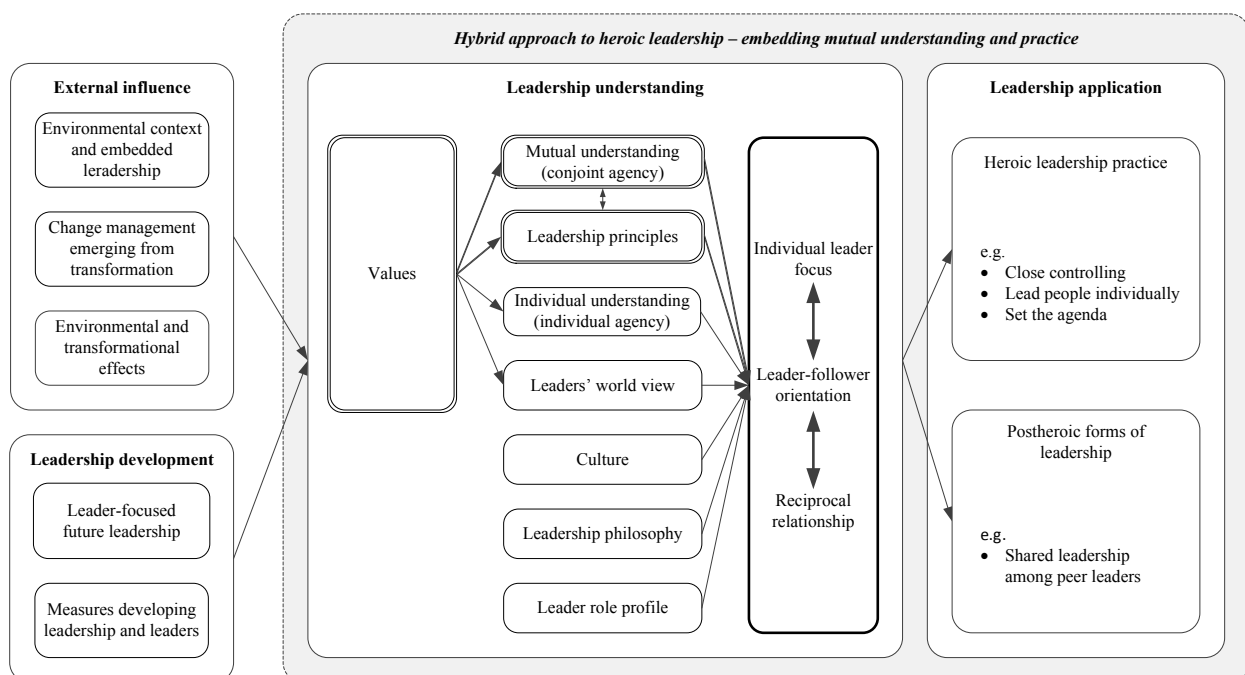 Hybrid approach to heroic leadership – embedding mutual understanding and practice
External influence
Environmental context
and embedded
leradership
Change management
emerging from
transformation
Environmental and
transformational
effects
Leadership development
Leader-focused
future leadership
Measures developing
leadership and leaders
Leadership understanding
Values
Mutual understanding
(conjoint agency)
Leadership principles
Individual understanding
(individual agency)
Leaders’ world view
Culture
Leadership philosophy
Leader role profile
Individual leader
focus
Leader-follower
orientation
Reciprocal
relationship
Leadership application
Heroic leadership practice
e.g.
• Close controlling
• Lead people individually
• Set the agenda
Postheroic forms of
leadership
e.g.
• Shared leadership
among peer leaders